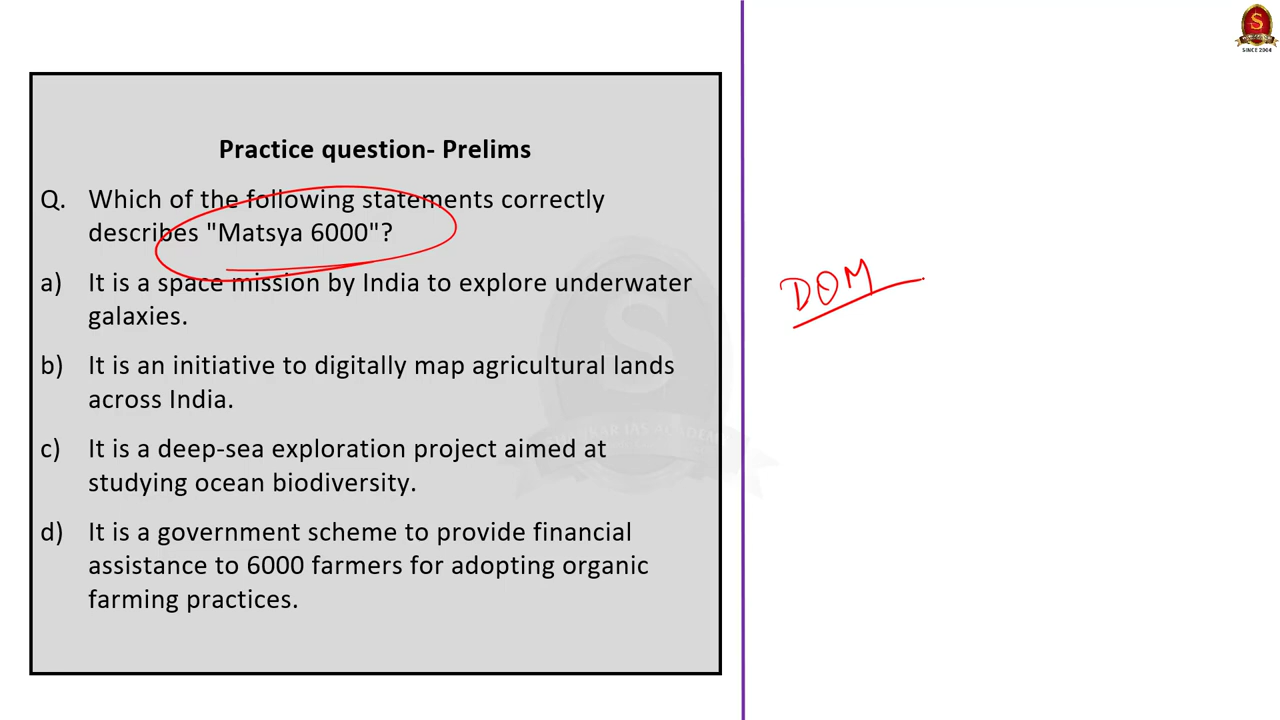 Practice question- Prelims
Q. Which of the following statements correctly
describes "Matsya 6000"?
a) It is a space mission by India to explore underwater
galaxies.
b) It is an initiative to digitally map agricultural lands
across India.
c) It is a deep-sea exploration project aimed at
studying ocean biodiversity.
d) It is a government scheme to provide financial
assistance to 6000 farmers for adopting organic
farming practices.
DOM
S
SINCE 2004